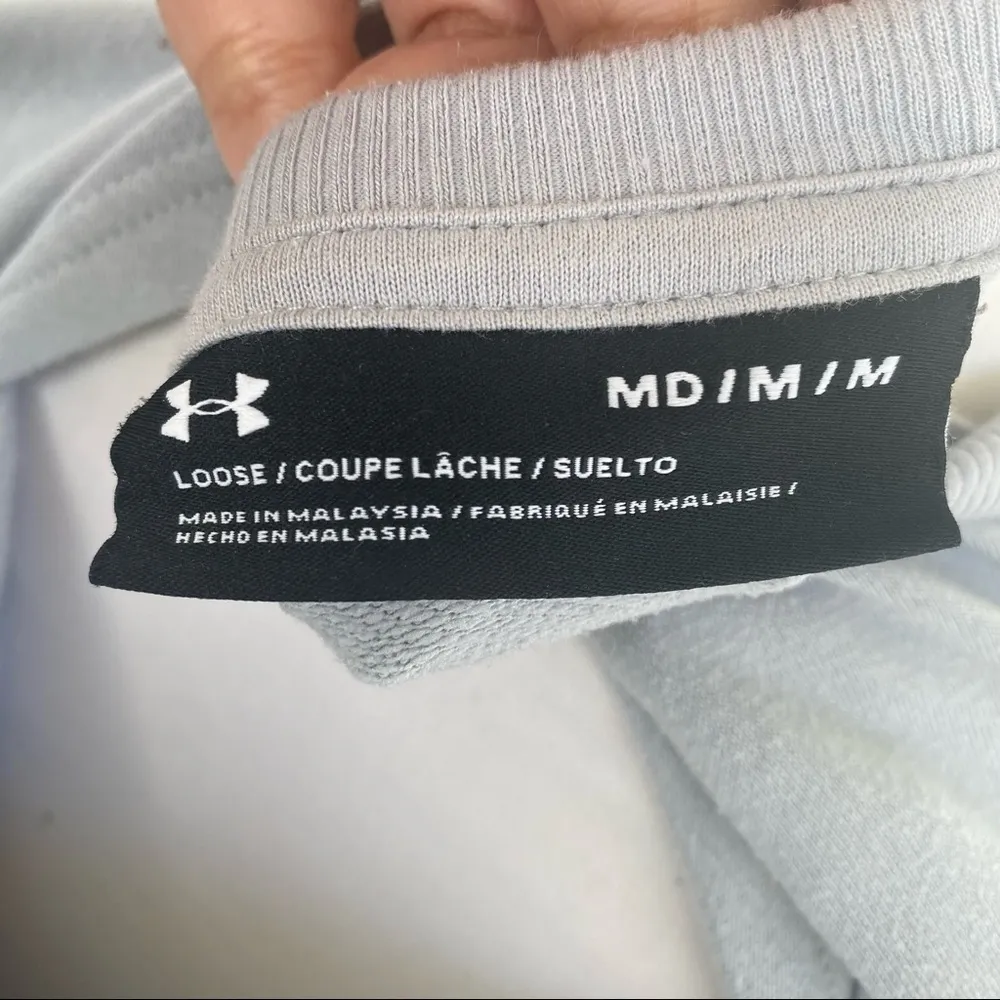 MD / M / M
LOOSE / COUPE LÂCHE / SUELTO
MADE IN MALAYSIA / FABRIQUÉ EN MALAISIE /
HECHO EN MALASIA